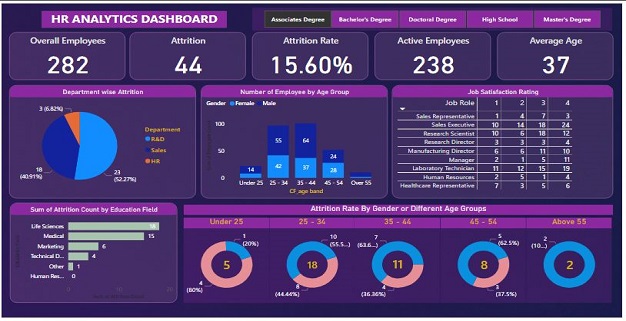 HR ANALYTICS DASHBOARD
Associates Degree Bachelor's Degree Doctoral Degree High School Master's Degree
Overall Employees Attrition Attrition Rate Active Employees Average Age
282 44 15.60% 238 37
Department wise Attrition
3 (6.82%)
Department
R&D
Sales
HR
18
(40.91%)
23
(52.27%)
Number of Employee by Age Group
Gender Female Male
100
50
0
14
55 64
24
42 37 28
Under 25 25 - 34 35 - 44 45 - 54 Over 55
CF age band
Job Satisfaction Rating
Job Role 1 2 3 4
Sales Representative 1 4 7 3
Sales Executive 10 14 18 24
Research Scientist 10 6 18 12
Research Director 3 3 3 4
Manufacturing Director 6 6 11 10
Manager 2 1 5 11
Laboratory Technician 11 12 15 19
Human Resources 2 5 1 4
Healthcare Representative 7 3 5 6
Sum of Attrition Count by Education Field
Life Sciences
Medical 15
Marketing 6
Technical D... 4
Other 1
Human Res... 0
Attrition Rate By Gender or Different Age Groups
Under 25 25 - 34 35 - 44 45 - 54 Above 55
1
(20%)
5
4
(80%)
10
(55.5...)
18
8
(44.44%)
7
(63.6...)
11
4
(36.36%)
5
(62.5%)
8
3
(37.5%)
2
(10...)
2